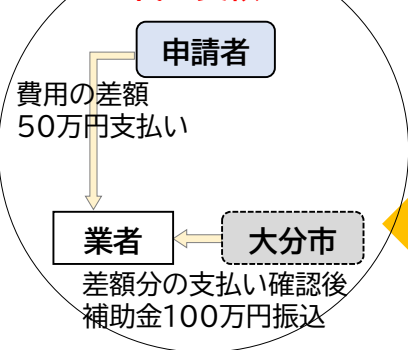 申請者
費用の差額
50万円支払い
業者
大分市
差額分の支払い確認後
補助金100万円振込